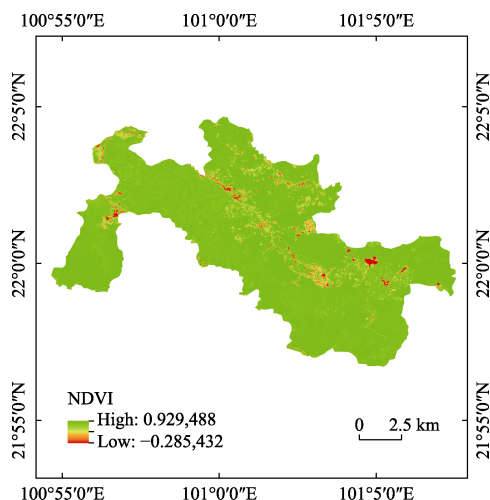 100°55′0″E 101°0′0″E 101°5′0″E
22°5′0″N 22°5′0″N
22°0′0″N 22°0′0″N
NDVI
High: 0.929,488
Low: −0.285,432
0 2.5 km
21°55′0″N 21°55′0″N
100°55′0″E 101°0′0″E 101°5′0″E